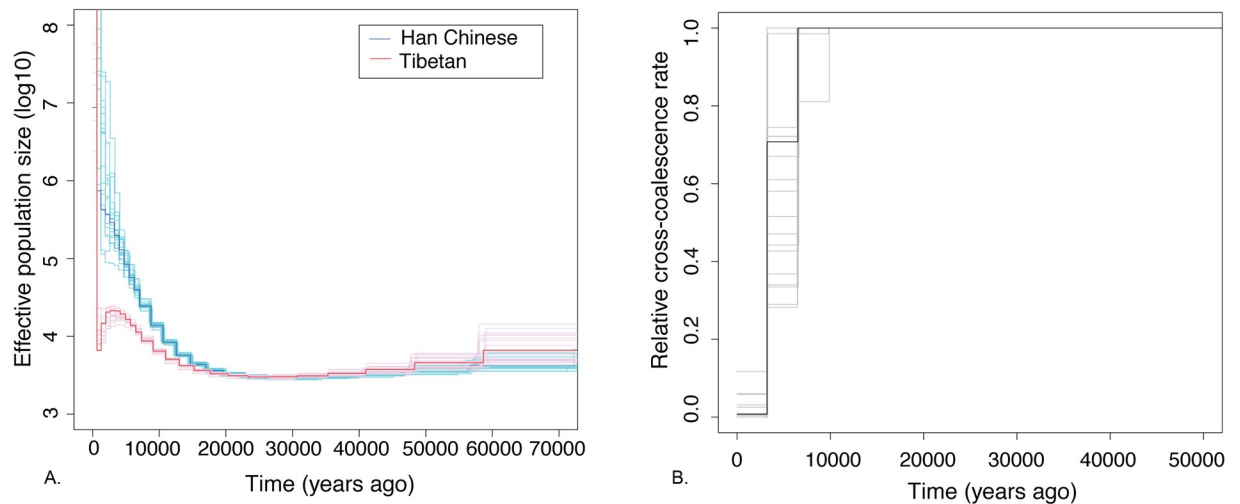 Effective population size (log10)
8
7
6
5
4
3
Han Chinese
Tibetan
0 10000 20000 30000 40000 50000 60000 70000
Time (years ago)
A.
Relative cross-coalescence rate
1.0
0.8
0.6
0.4
0.2
0.0
0 10000 20000 30000 40000 50000
Time (years ago)
B.